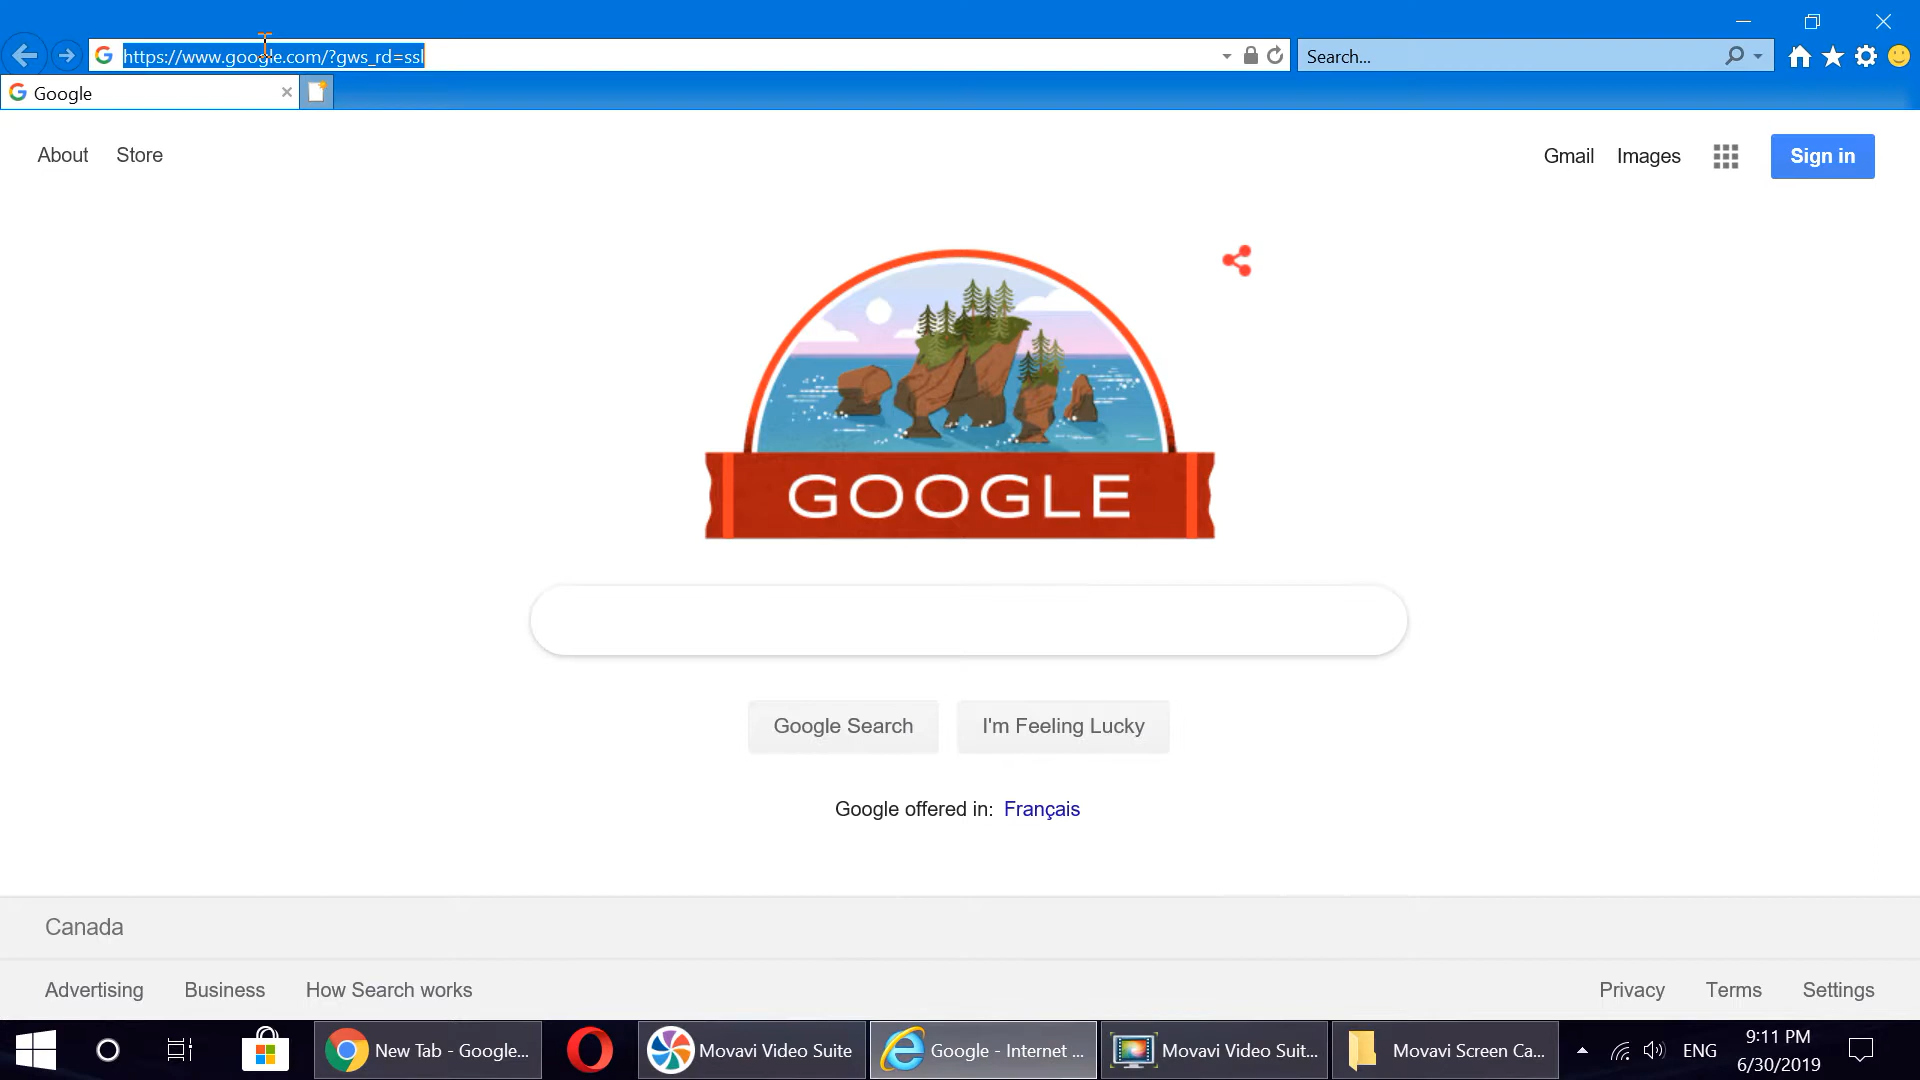 https://www.google.com/?gws_rd=ssl
Search...
Google
About Store
Gmail Images Sign in
GOOGLE
Google Search I'm Feeling Lucky
Google offered in: Français
Canada
Advertising Business How Search works
Privacy Terms Settings
New Tab - Google...
Movavi Video Suite
Google - Internet ...
Movavi Video Suit...
Movavi Screen Ca...
ENG
9:11 PM
6/30/2019